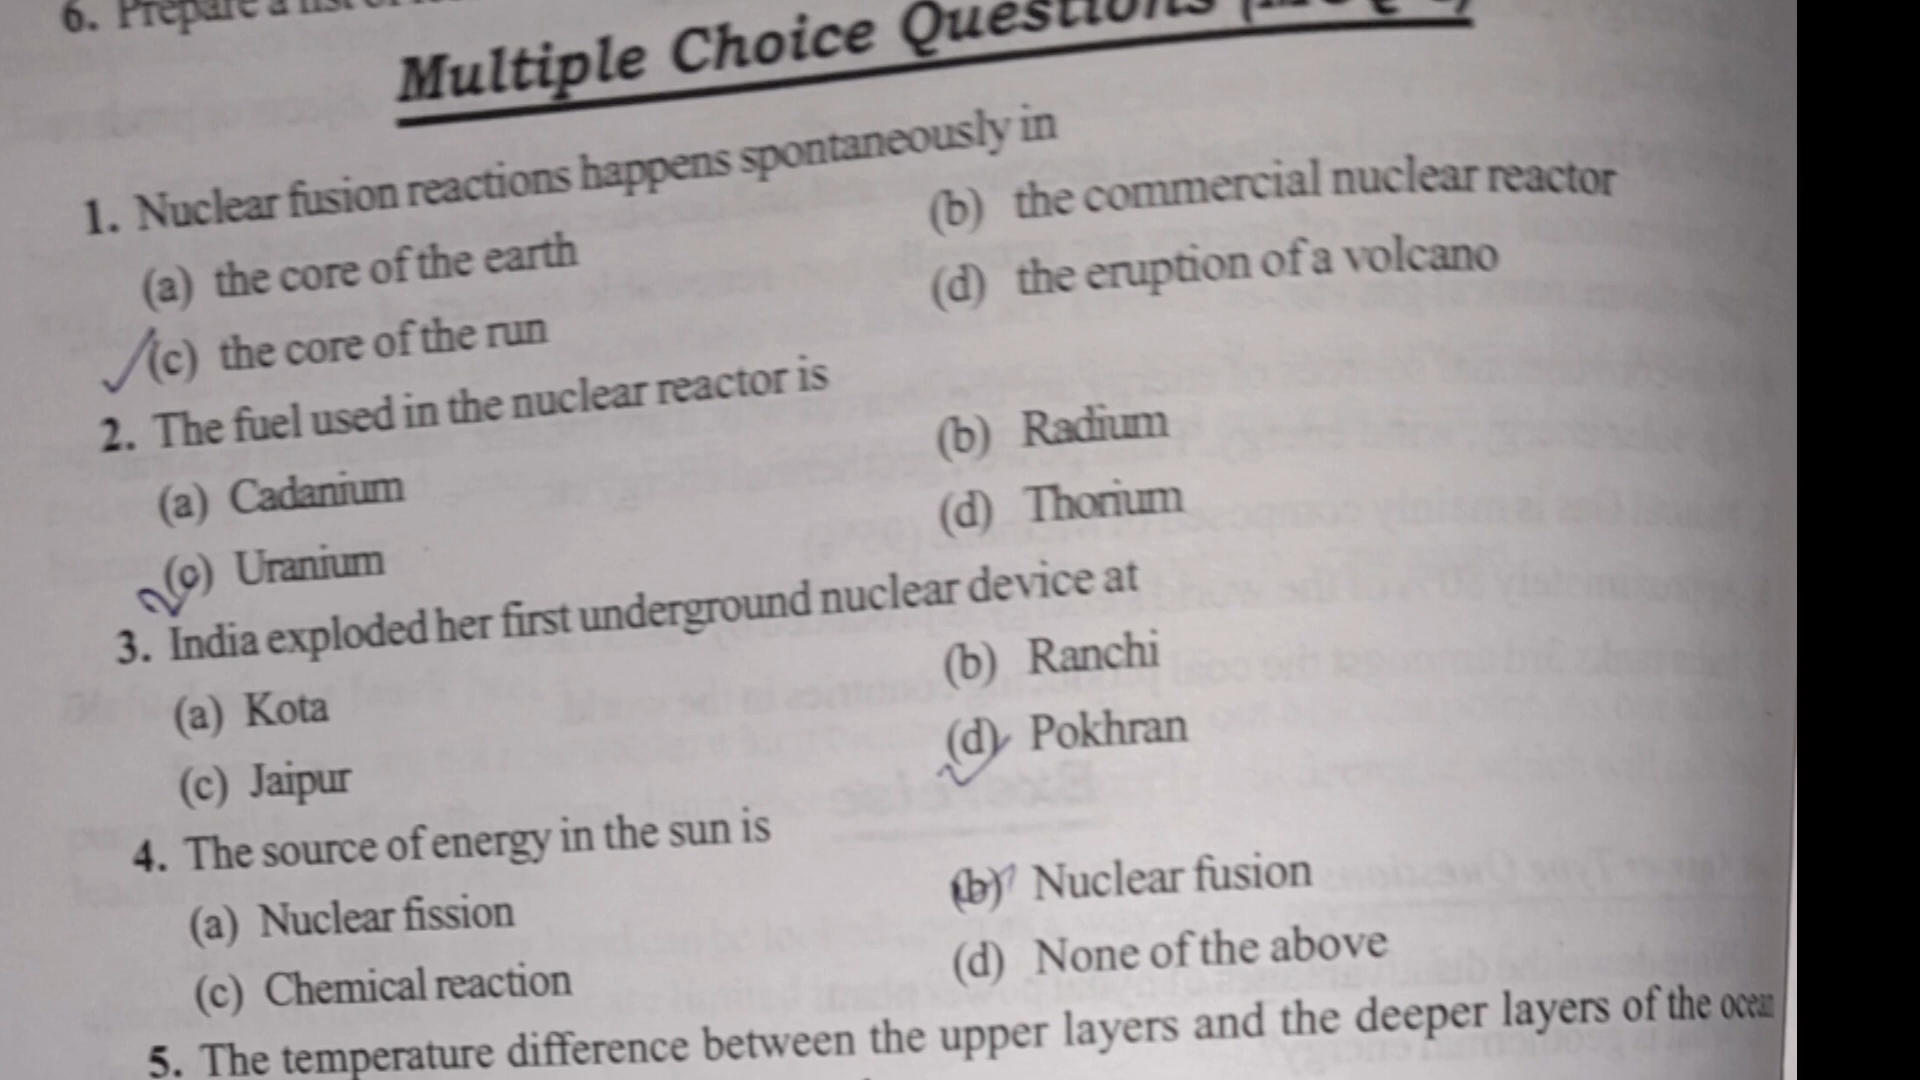 6. Prepare a list of
Multiple Choice Questions
1. Nuclear fusion reactions happens spontaneously in
(a) the core of the earth
(b) the commercial nuclear reactor
(c) the core of the run
(d) the eruption of a volcano
2. The fuel used in the nuclear reactor is
(a) Cadanium
(b) Radium
(c) Uranium
(d) Thorium
3. India exploded her first underground nuclear device at
(a) Kota
(b) Ranchi
(c) Jaipur
(d) Pokhran
4. The source of energy in the sun is
(a) Nuclear fission
(b) Nuclear fusion
(c) Chemical reaction
(d) None of the above
5. The temperature difference between the upper layers and the deeper layers of the ocean